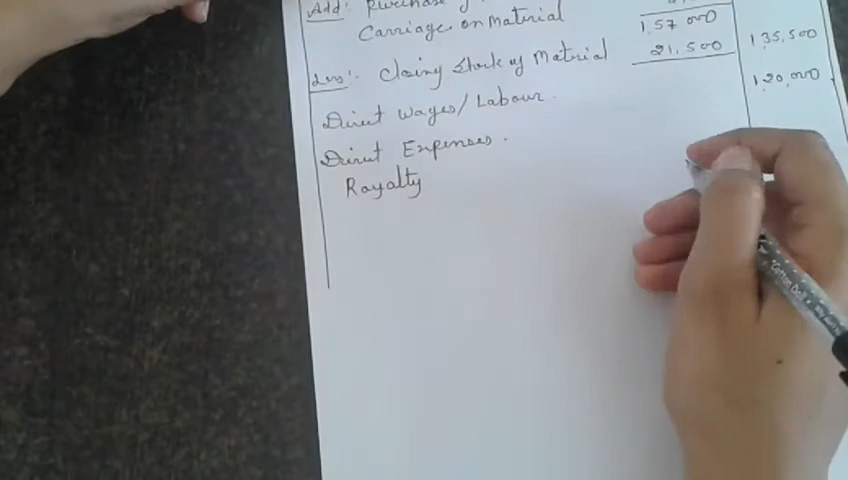 Add:- Purchase
Carriage on Material 1,57,000
Less:- Closing Stock of Material 21,500 1,35,500
Direct Wages/Labour. 1,20,000
Direct Expenses.
Royalty